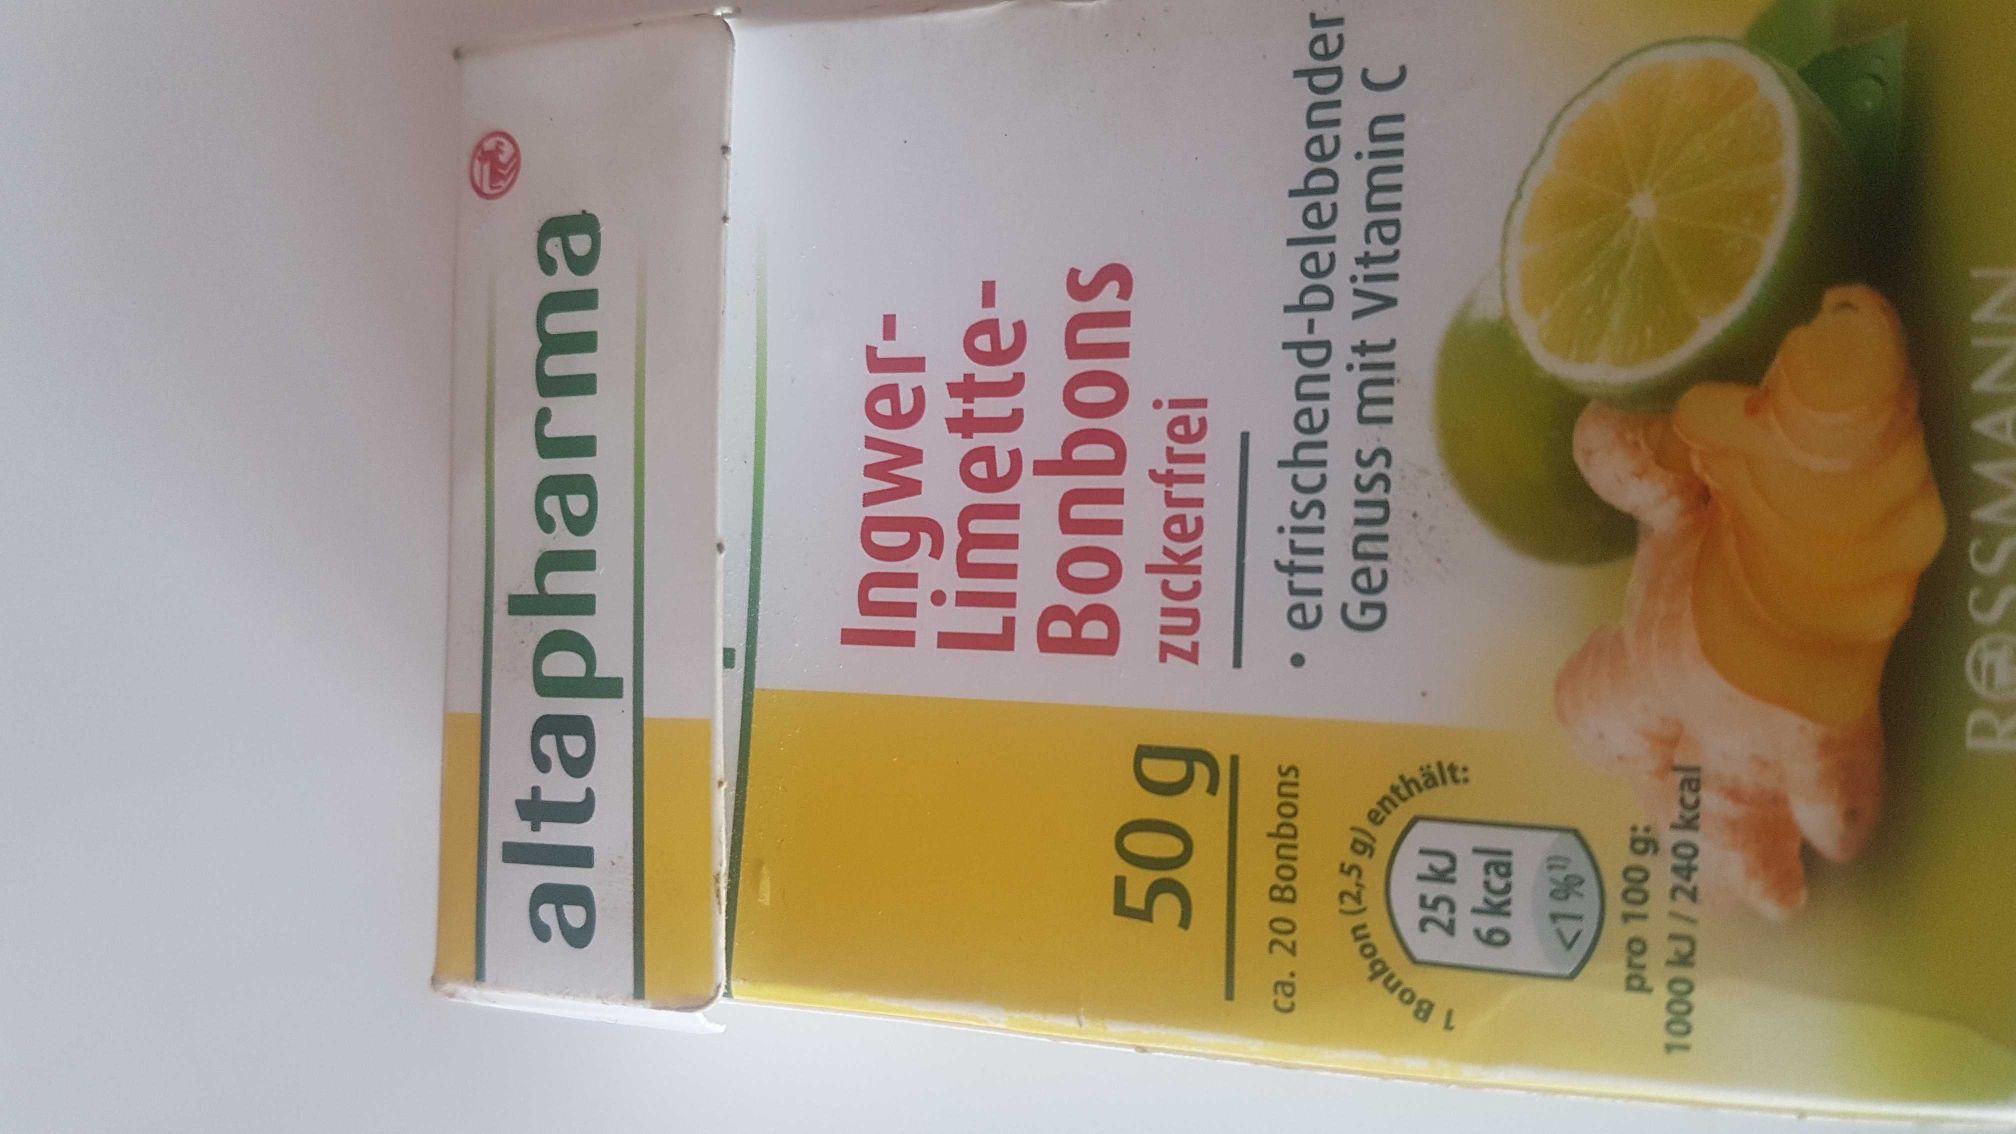 altapharma
Ingwer-
Limette-
Bonbons
zuckerfrei
• erfrischend-belebender
Genuss mit Vitamin C
50 g
ca. 20 Bonbons
1 Bonbon (2,5 g) enthält:
25 kJ
6 kcal
<1%¹⁾
pro 100 g:
1000 kJ / 240 kcal
ROSSMANN